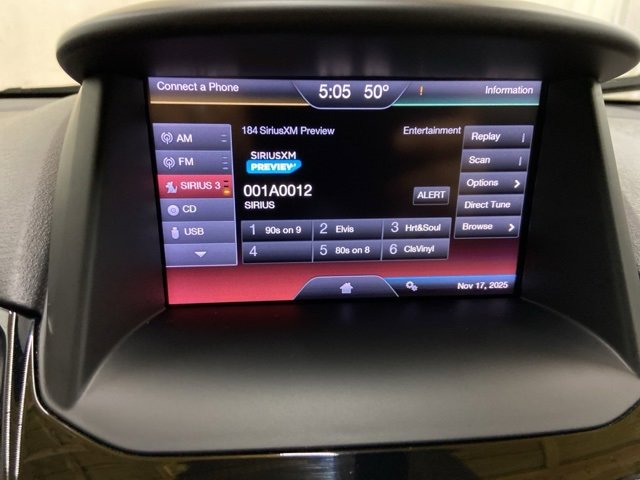 Connect a Phone 5:05 50° ! Information
184 SiriusXM Preview Entertainment
AM
FM
SIRIUS 3
CD
USB
SIRIUSXM
PREVIEW
001A0012
SIRIUS
ALERT
Replay
Scan
Options
Direct Tune
Browse
1 90s on 9 2 Elvis 3 Hrt&Soul
4 5 80s on 8 6 ClsVinyl
Nov 17, 2025